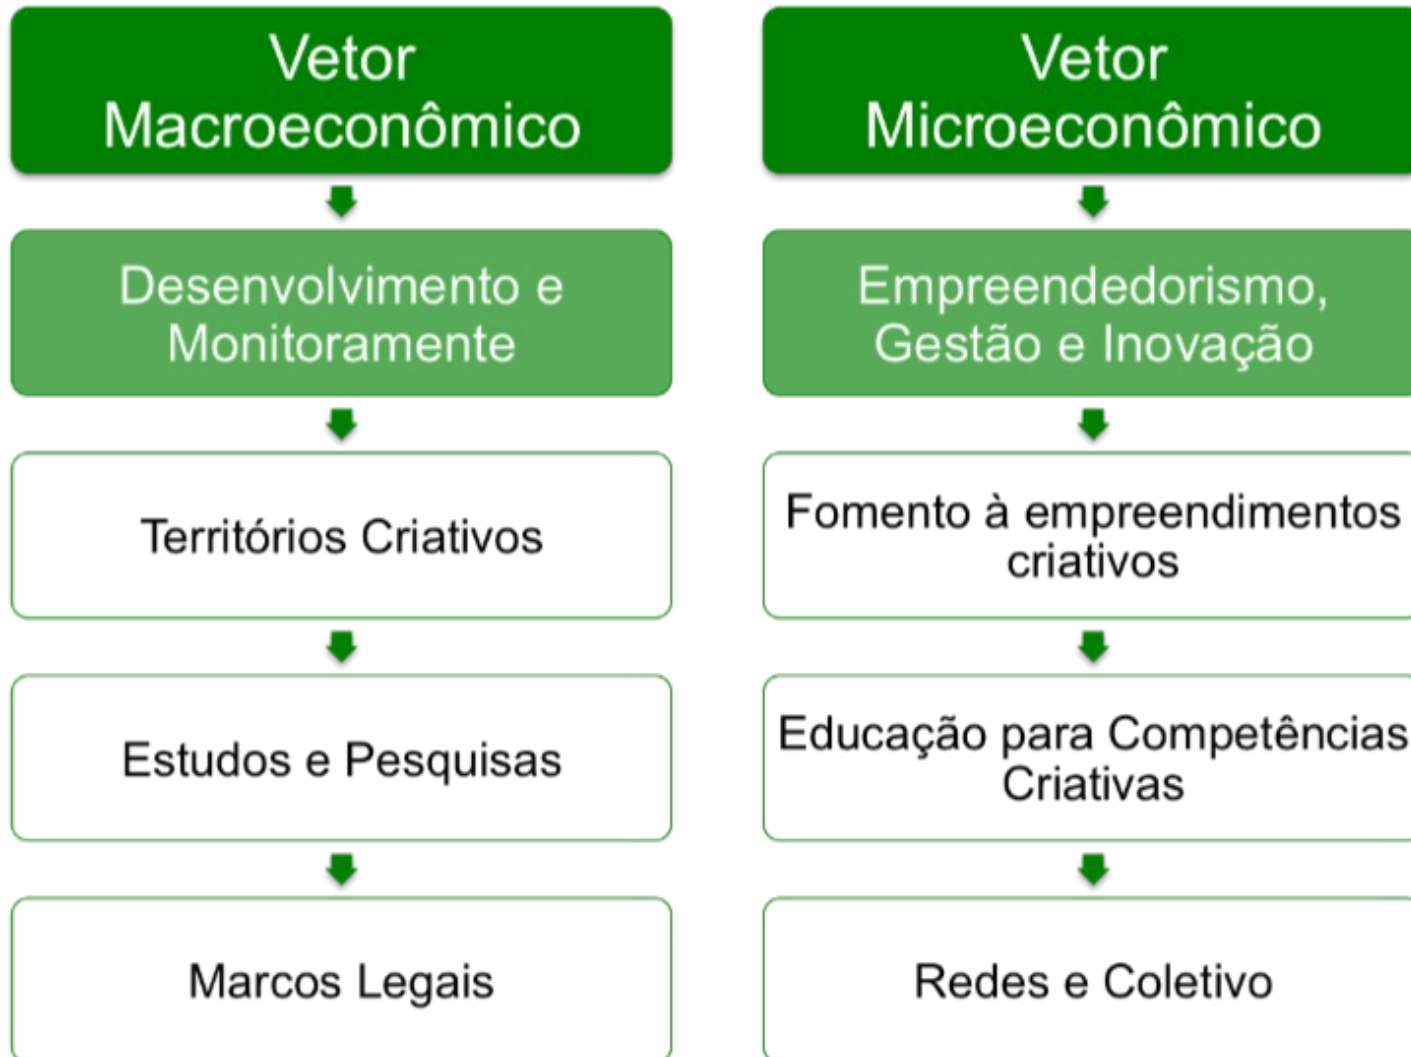 Vetor
Macroeconômico
Desenvolvimento e
Monitoramente
Territórios Criativos
Estudos e Pesquisas
Marcos Legais
Vetor
Microeconômico
Empreendedorismo,
Gestão e Inovação
Fomento à empreendimentos
criativos
Educação para Competências
Criativas
Redes e Coletivo